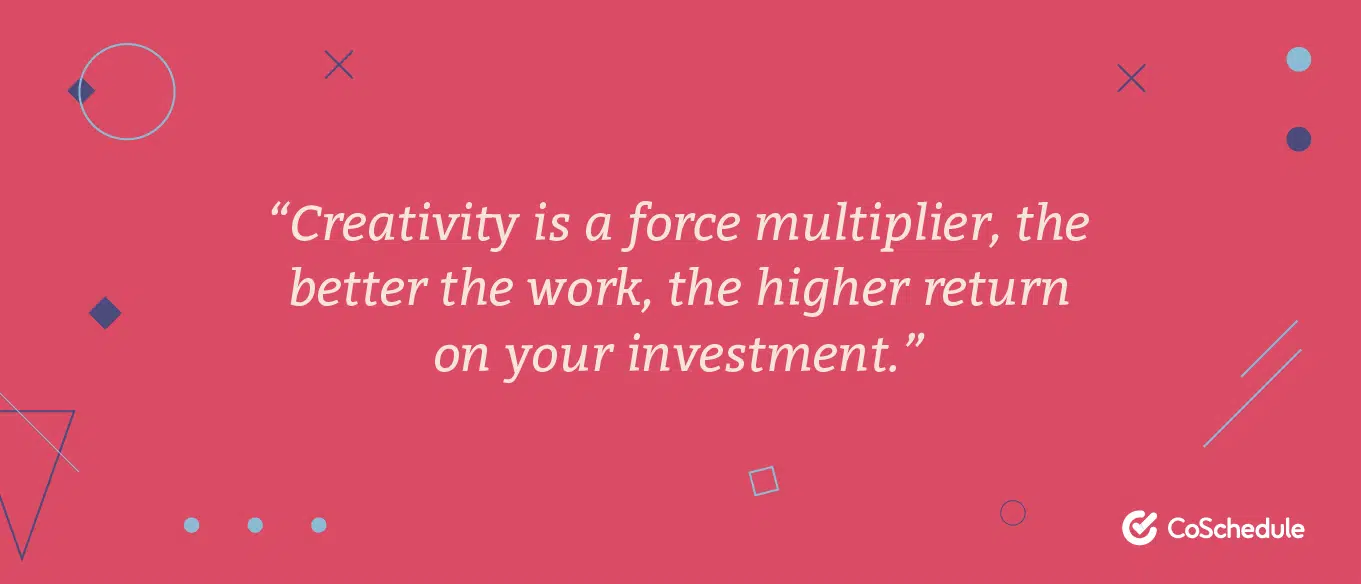 “Creativity is a force multiplier, the
better the work, the higher return
on your investment.”
CoSchedule